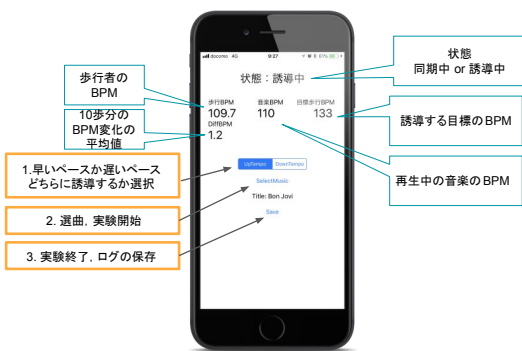 docomo 4G
9:27
67%
状態：誘導中
歩行BPM
音楽BPM
目標歩行BPM
109.7
110
133
DiffBPM
1.2
UpTempo
DownTempo
SelectMusic
Title: Bon Jovi
Save
歩行者の
BPM
10歩分の
BPM変化の
平均値
1.早いペースか遅いペース
どちらに誘導するか選択
2. 選曲, 実験開始
3. 実験終了, ログの保存
状態
同期中 or 誘導中
誘導する目標のBPM
再生中の音楽のBPM